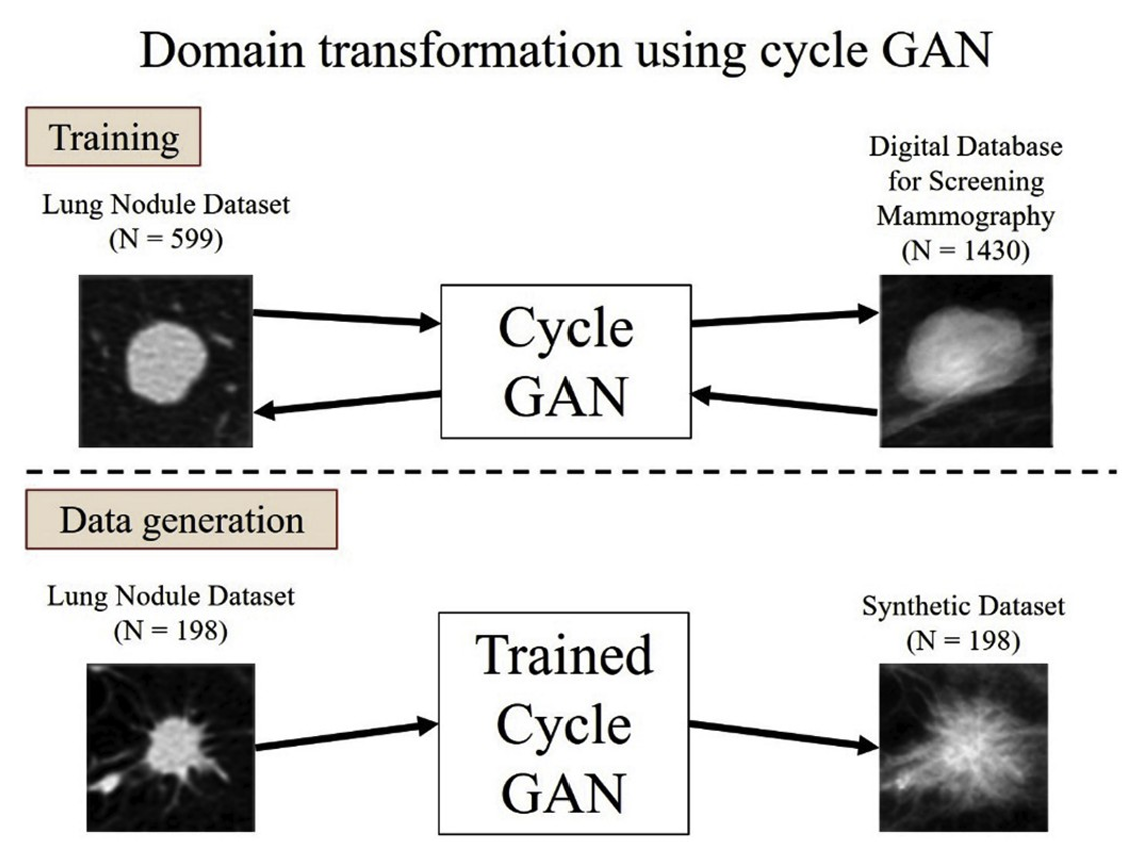 Domain transformation using cycle GAN
Training
Lung Nodule Dataset
(N = 599)
Digital Database
for Screening
Mammography
(N = 1430)
Cycle
GAN
Data generation
Lung Nodule Dataset
(N = 198)
Trained
Cycle
GAN
Synthetic Dataset
(N = 198)